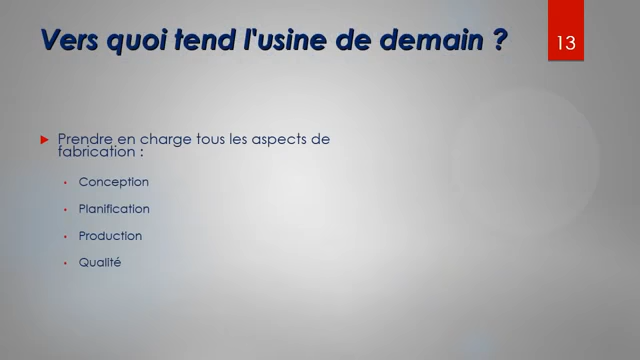 Vers quoi tend l'usine de demain ?
13
Prendre en charge tous les aspects de
fabrication :
Conception
Planification
Production
Qualité